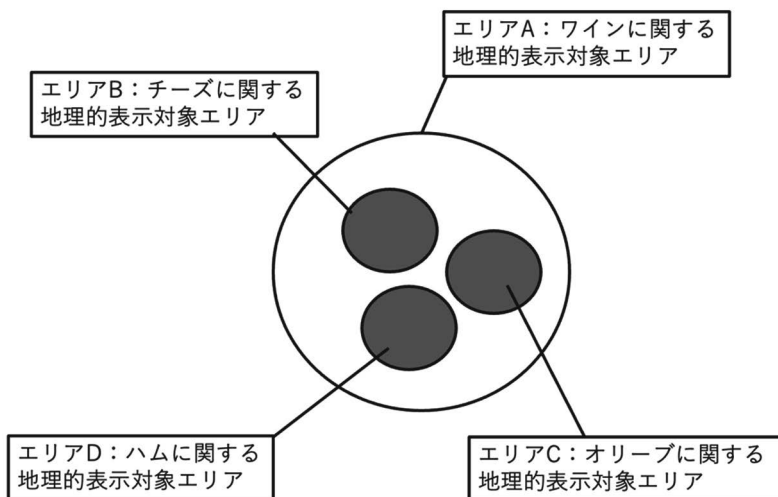 エリアA：ワインに関する
地理的表示対象エリア
エリアB：チーズに関する
地理的表示対象エリア
エリアD：ハムに関する
地理的表示対象エリア
エリアC：オリーブに関する
地理的表示対象エリア